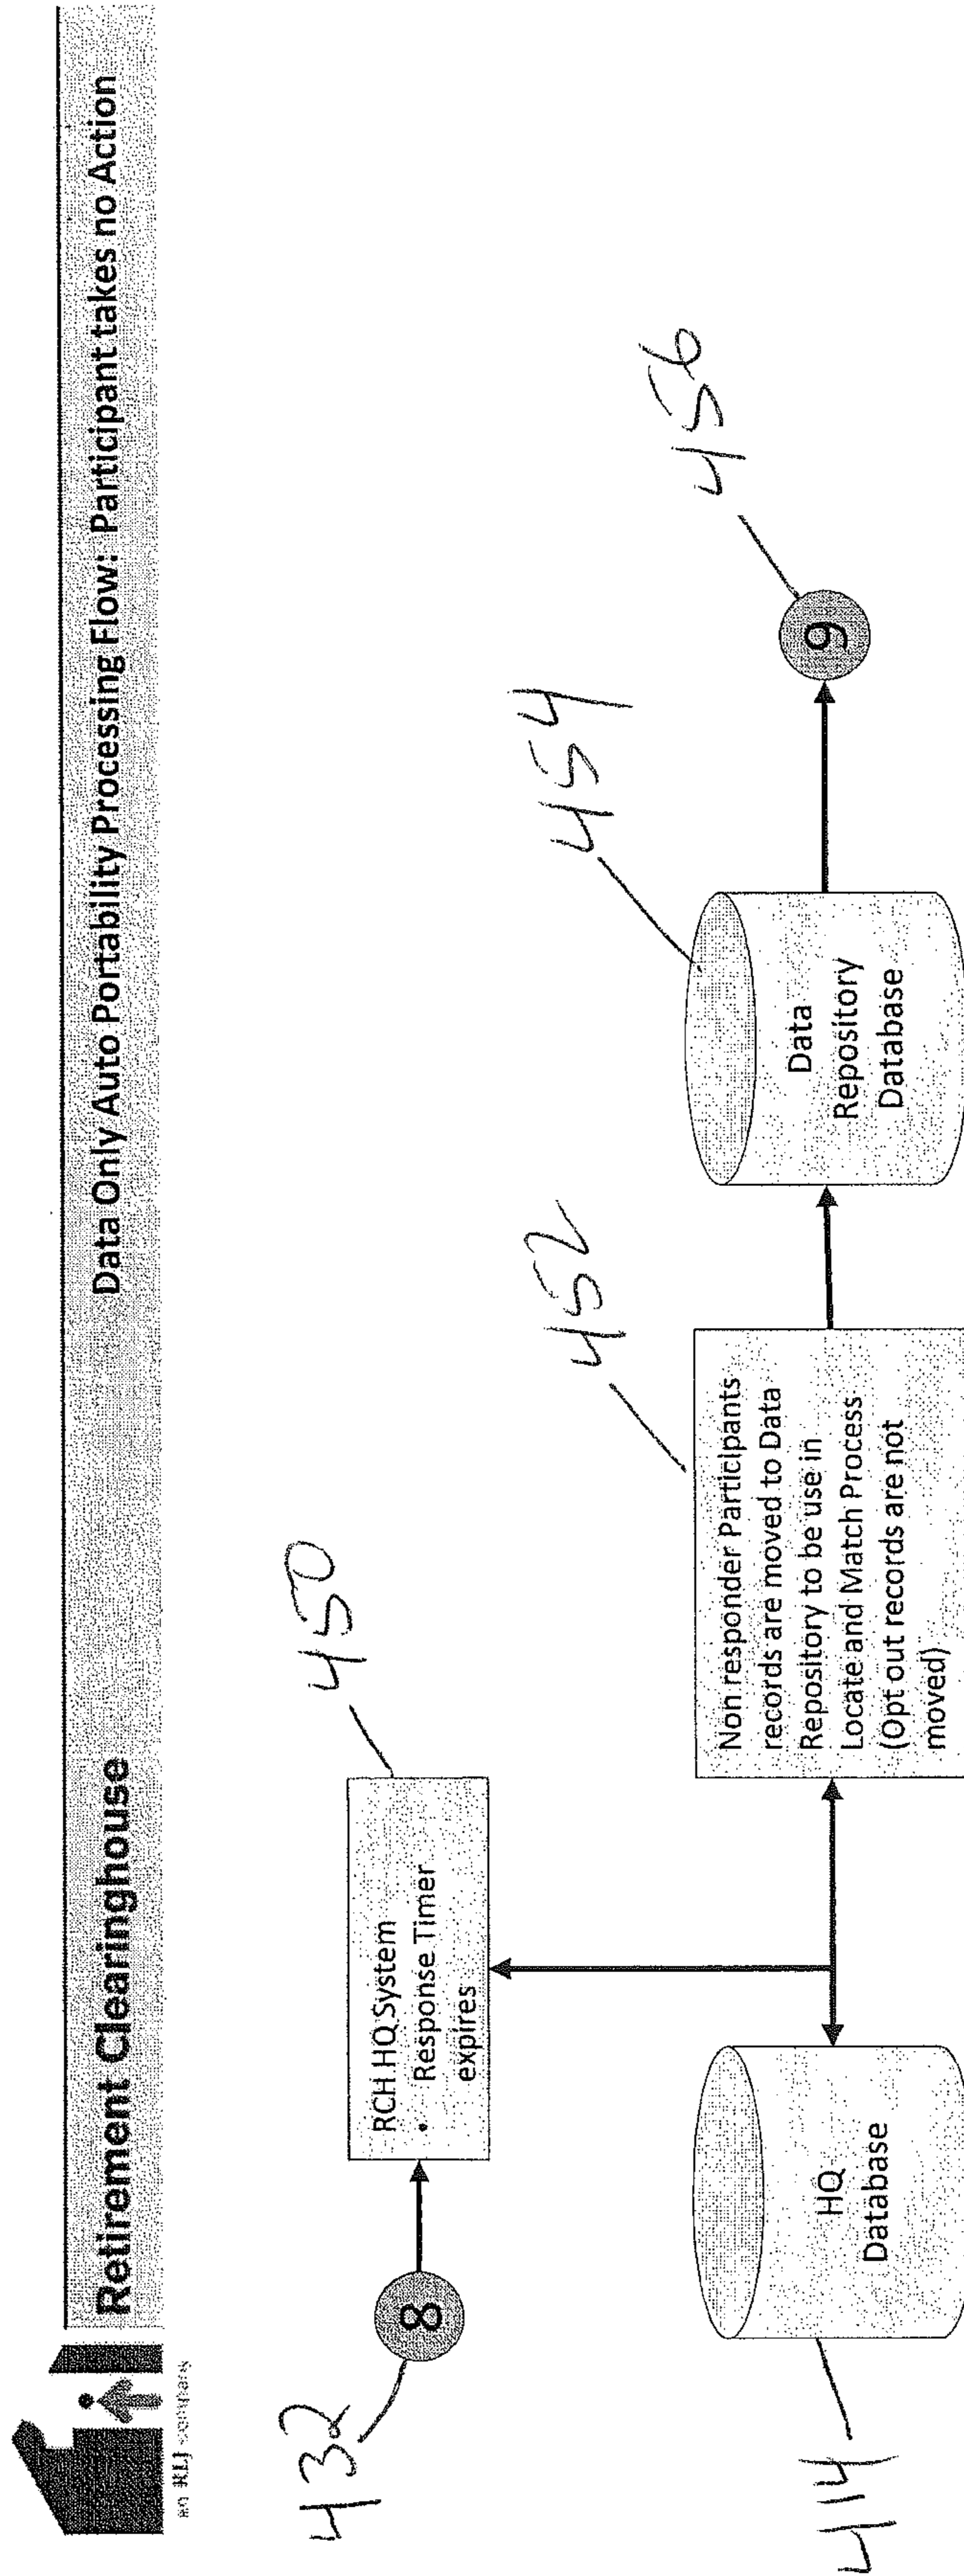 Retirement Clearinghouse
an RLJ company
Data Only Auto Portability Processing Flow: Participant takes no Action
432
8
RCH HQ System
• Response Timer
expires
450
414
HQ
Database
Non responder Participants
records are moved to Data
Repository to be use in
Locate and Match Process
(Opt out records are not
moved)
452
Data
Repository
Database
454
9
456